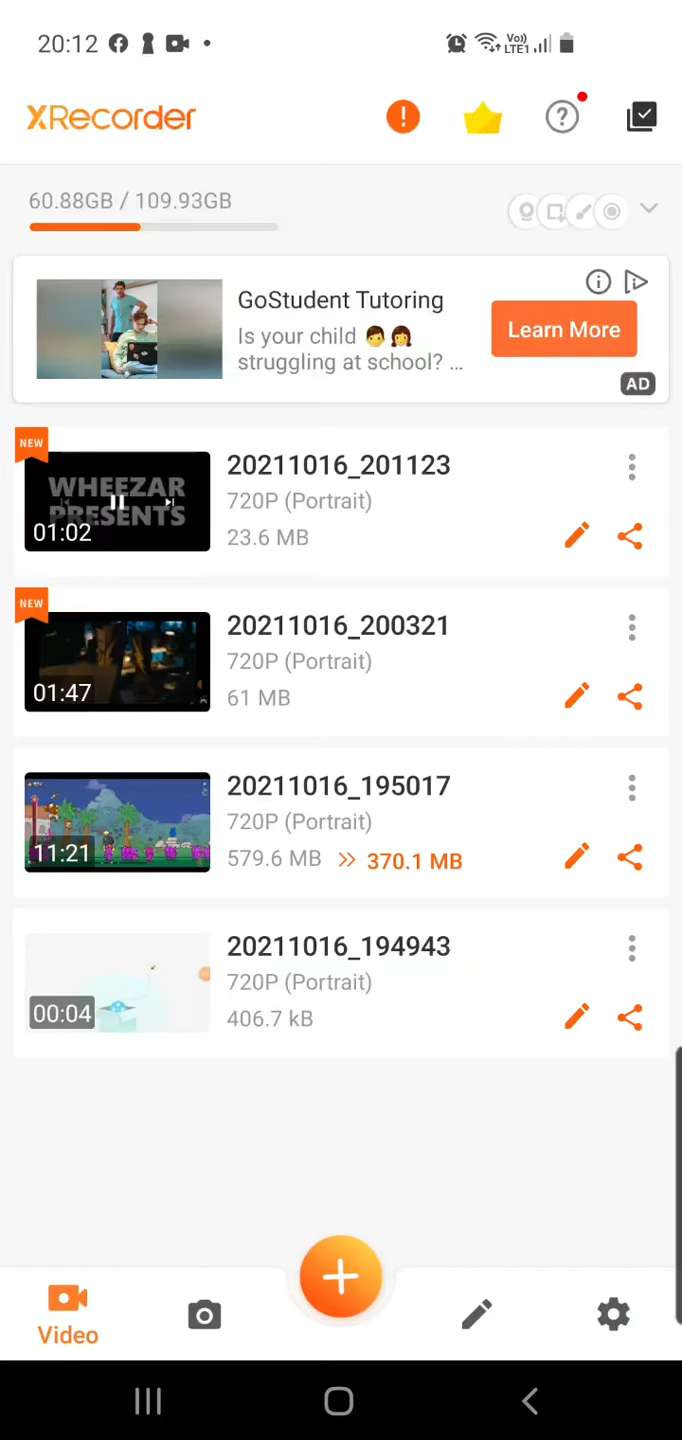 20:12
Vo))
LTE1
XRecorder
60.88GB / 109.93GB
GoStudent Tutoring
Is your child 👦👧
struggling at school? ...
Learn More
AD
NEW
WHEEZAR
PRESENTS
01:02
20211016_201123
720P (Portrait)
23.6 MB
NEW
01:47
20211016_200321
720P (Portrait)
61 MB
11:21
20211016_195017
720P (Portrait)
579.6 MB >> 370.1 MB
00:04
20211016_194943
720P (Portrait)
406.7 kB
Video